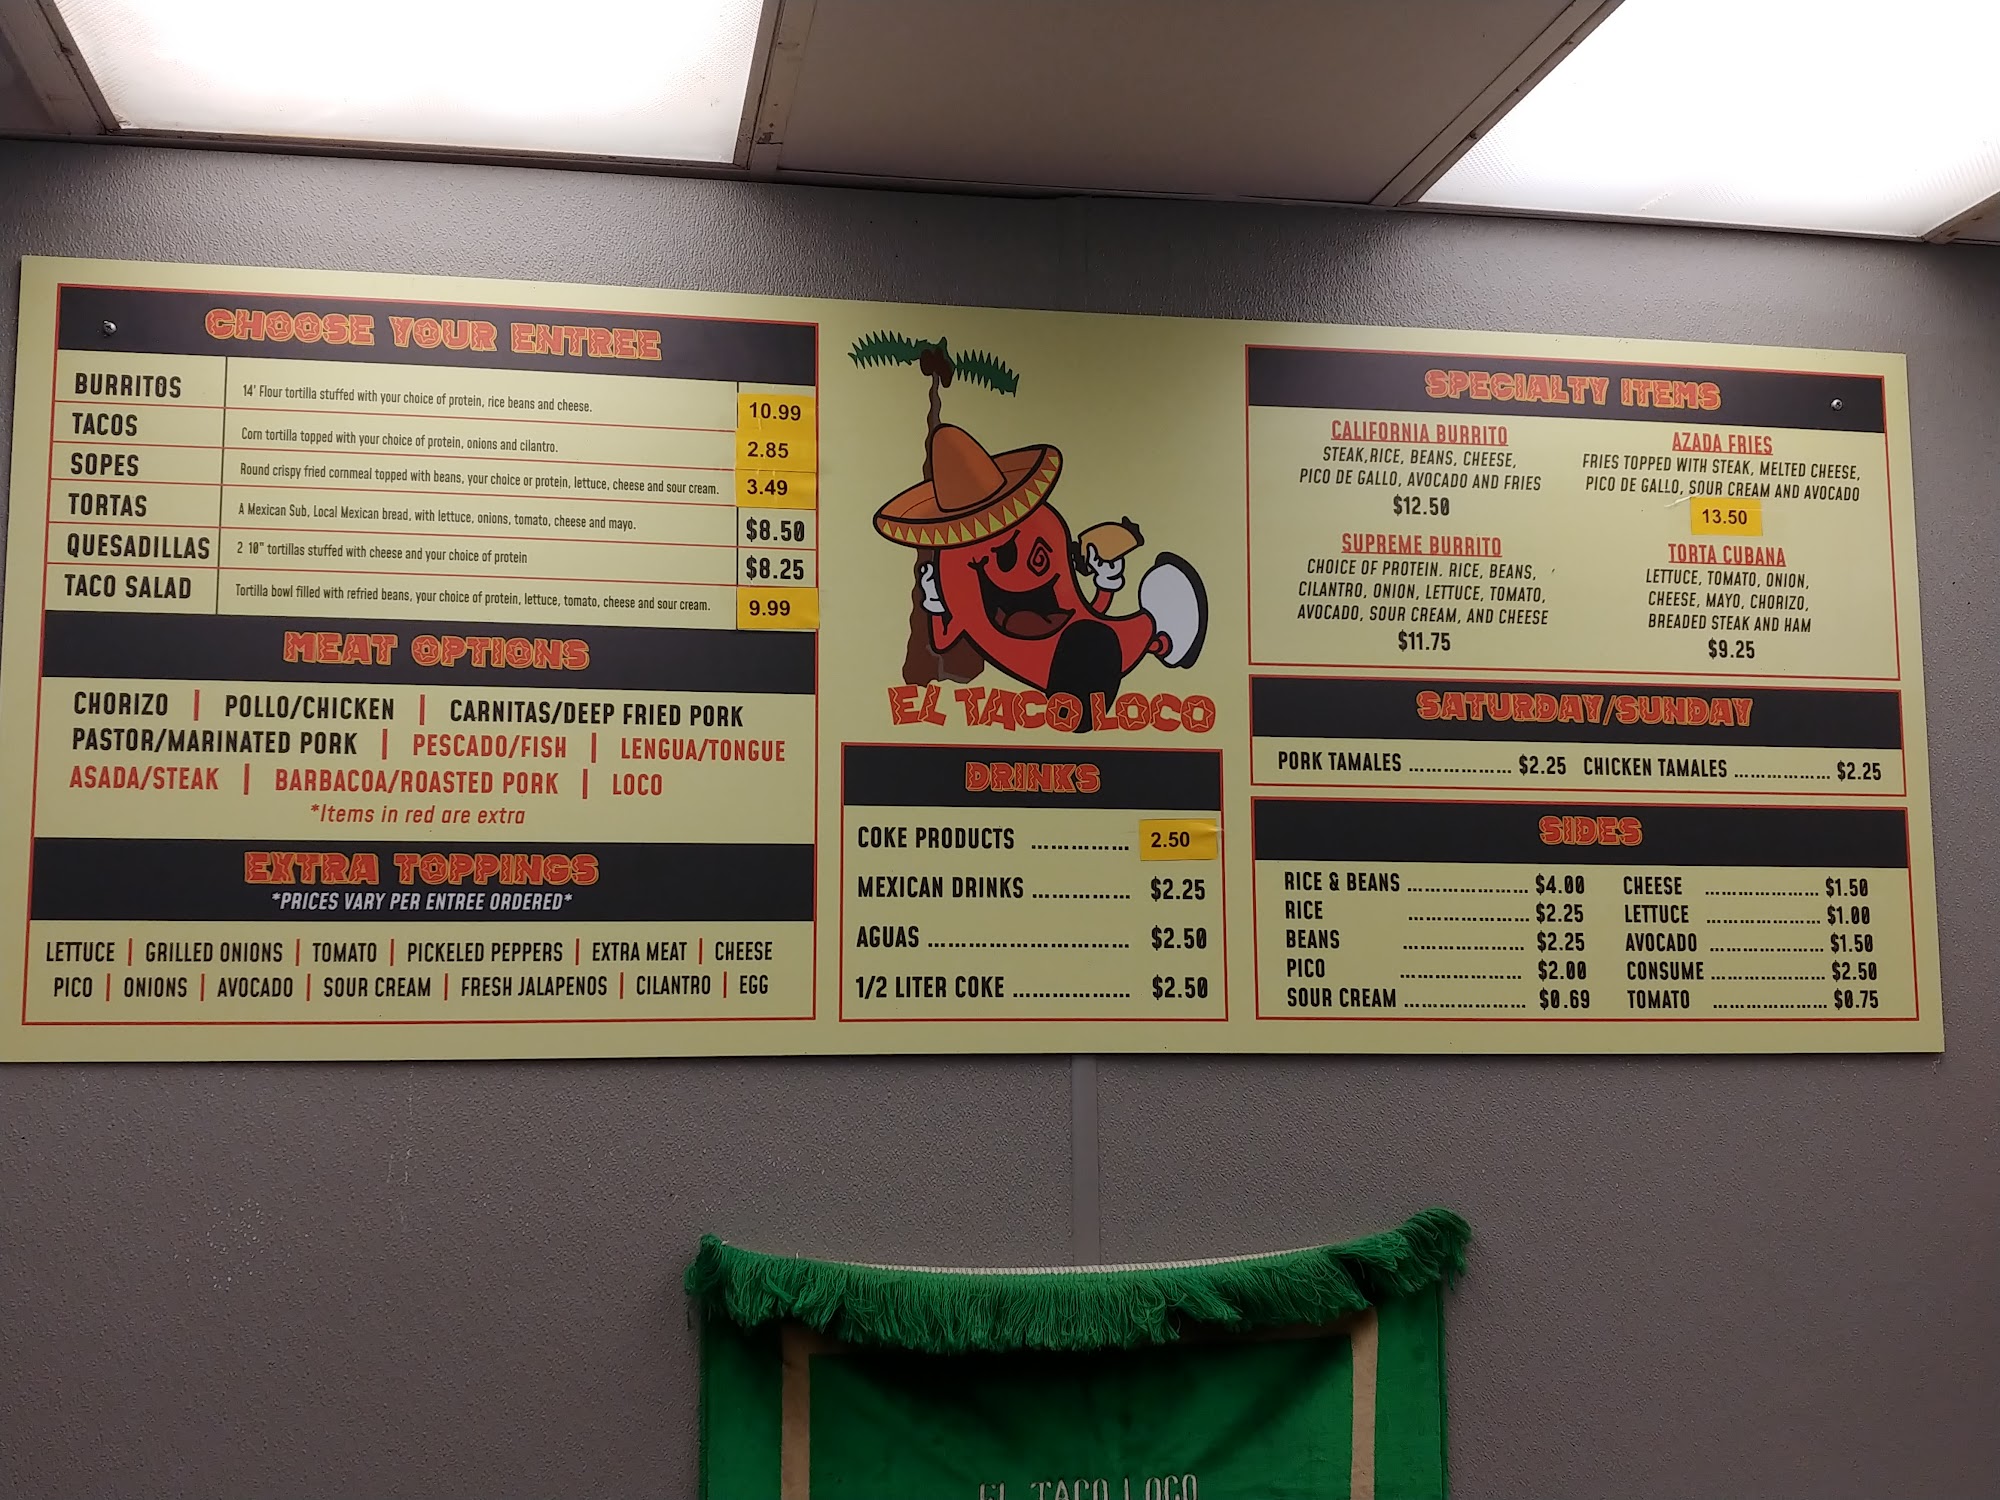 CHOOSE YOUR ENTREE
BURRITOS 14' Flour tortilla stuffed with your choice of protein, rice beans and cheese. 10.99
TACOS Corn tortilla topped with your choice of protein, onions and cilantro. 2.85
SOPES Round crispy fried cornmeal topped with beans, your choice or protein, lettuce, cheese and sour cream. 3.49
TORTAS A Mexican Sub, Local Mexican bread, with lettuce, onions, tomato, cheese and mayo. $8.50
QUESADILLAS 2 10" tortillas stuffed with cheese and your choice of protein $8.25
TACO SALAD Tortilla bowl filled with refried beans, your choice of protein, lettuce, tomato, cheese and sour cream. 9.99
MEAT OPTIONS
CHORIZO | POLLO/CHICKEN | CARNITAS/DEEP FRIED PORK
PASTOR/MARINATED PORK | PESCADO/FISH | LENGUA/TONGUE
ASADA/STEAK | BARBACOA/ROASTED PORK | LOCO
*Items in red are extra
EXTRA TOPPINGS
*PRICES VARY PER ENTREE ORDERED*
LETTUCE | GRILLED ONIONS | TOMATO | PICKELED PEPPERS | EXTRA MEAT | CHEESE
PICO | ONIONS | AVOCADO | SOUR CREAM | FRESH JALAPENOS | CILANTRO | EGG
EL TACO LOCO
DRINKS
COKE PRODUCTS .............. 2.50
MEXICAN DRINKS .............. $2.25
AGUAS ............................. $2.50
1/2 LITER COKE ................. $2.50
SPECIALTY ITEMS
CALIFORNIA BURRITO
STEAK,RICE, BEANS, CHEESE,
PICO DE GALLO, AVOCADO AND FRIES
$12.50
SUPREME BURRITO
CHOICE OF PROTEIN. RICE, BEANS,
CILANTRO, ONION, LETTUCE, TOMATO,
AVOCADO, SOUR CREAM, AND CHEESE
$11.75
AZADA FRIES
FRIES TOPPED WITH STEAK, MELTED CHEESE,
PICO DE GALLO, SOUR CREAM AND AVOCADO
13.50
TORTA CUBANA
LETTUCE, TOMATO, ONION,
CHEESE, MAYO, CHORIZO,
BREADED STEAK AND HAM
$9.25
SATURDAY/SUNDAY
PORK TAMALES ................. $2.25 CHICKEN TAMALES ................ $2.25
SIDES
RICE & BEANS .................... $4.00 CHEESE ................... $1.50
RICE .................... $2.25 LETTUCE ................... $1.00
BEANS .................... $2.25 AVOCADO ................... $1.50
PICO .................... $2.00 CONSUME ................... $2.50
SOUR CREAM .................... $0.69 TOMATO ................... $0.75
EL TACO LOCO